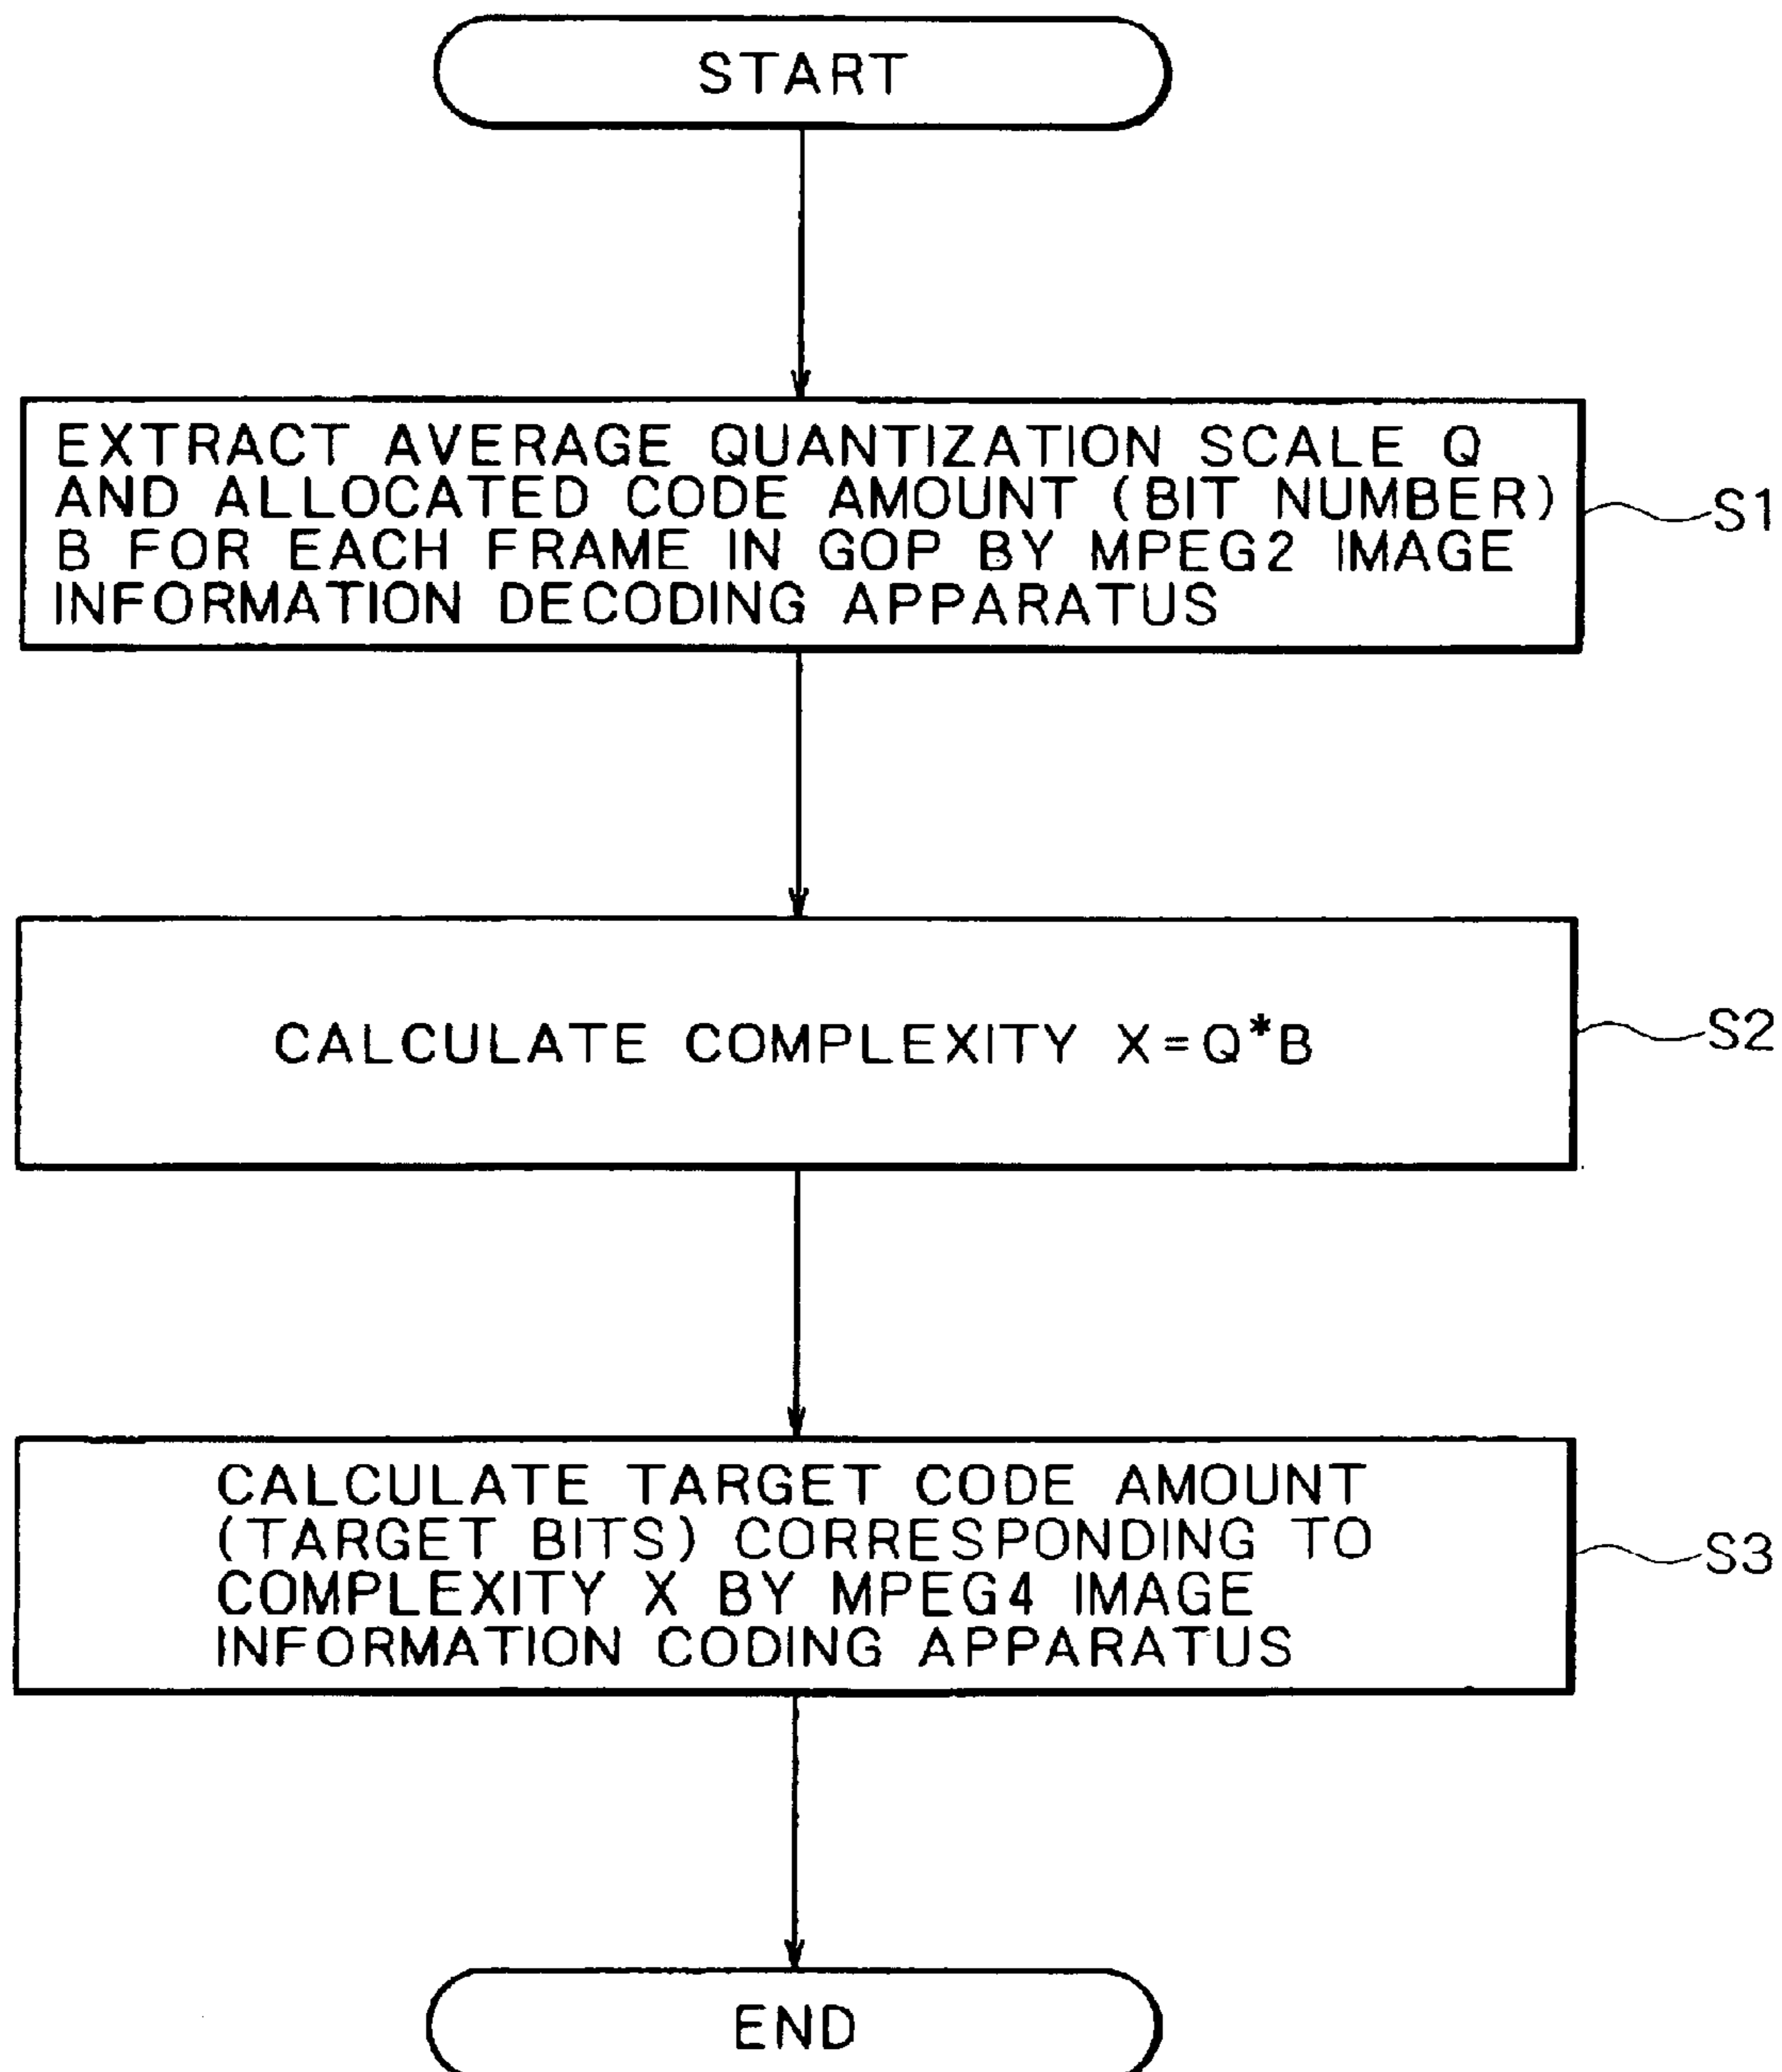 START
EXTRACT AVERAGE QUANTIZATION SCALE Q
AND ALLOCATED CODE AMOUNT (BIT NUMBER)
B FOR EACH FRAME IN GOP BY MPEG2 IMAGE
INFORMATION DECODING APPARATUS
S1
CALCULATE COMPLEXITY X=Q*B
S2
CALCULATE TARGET CODE AMOUNT
(TARGET BITS) CORRESPONDING TO
COMPLEXITY X BY MPEG4 IMAGE
INFORMATION CODING APPARATUS
S3
END